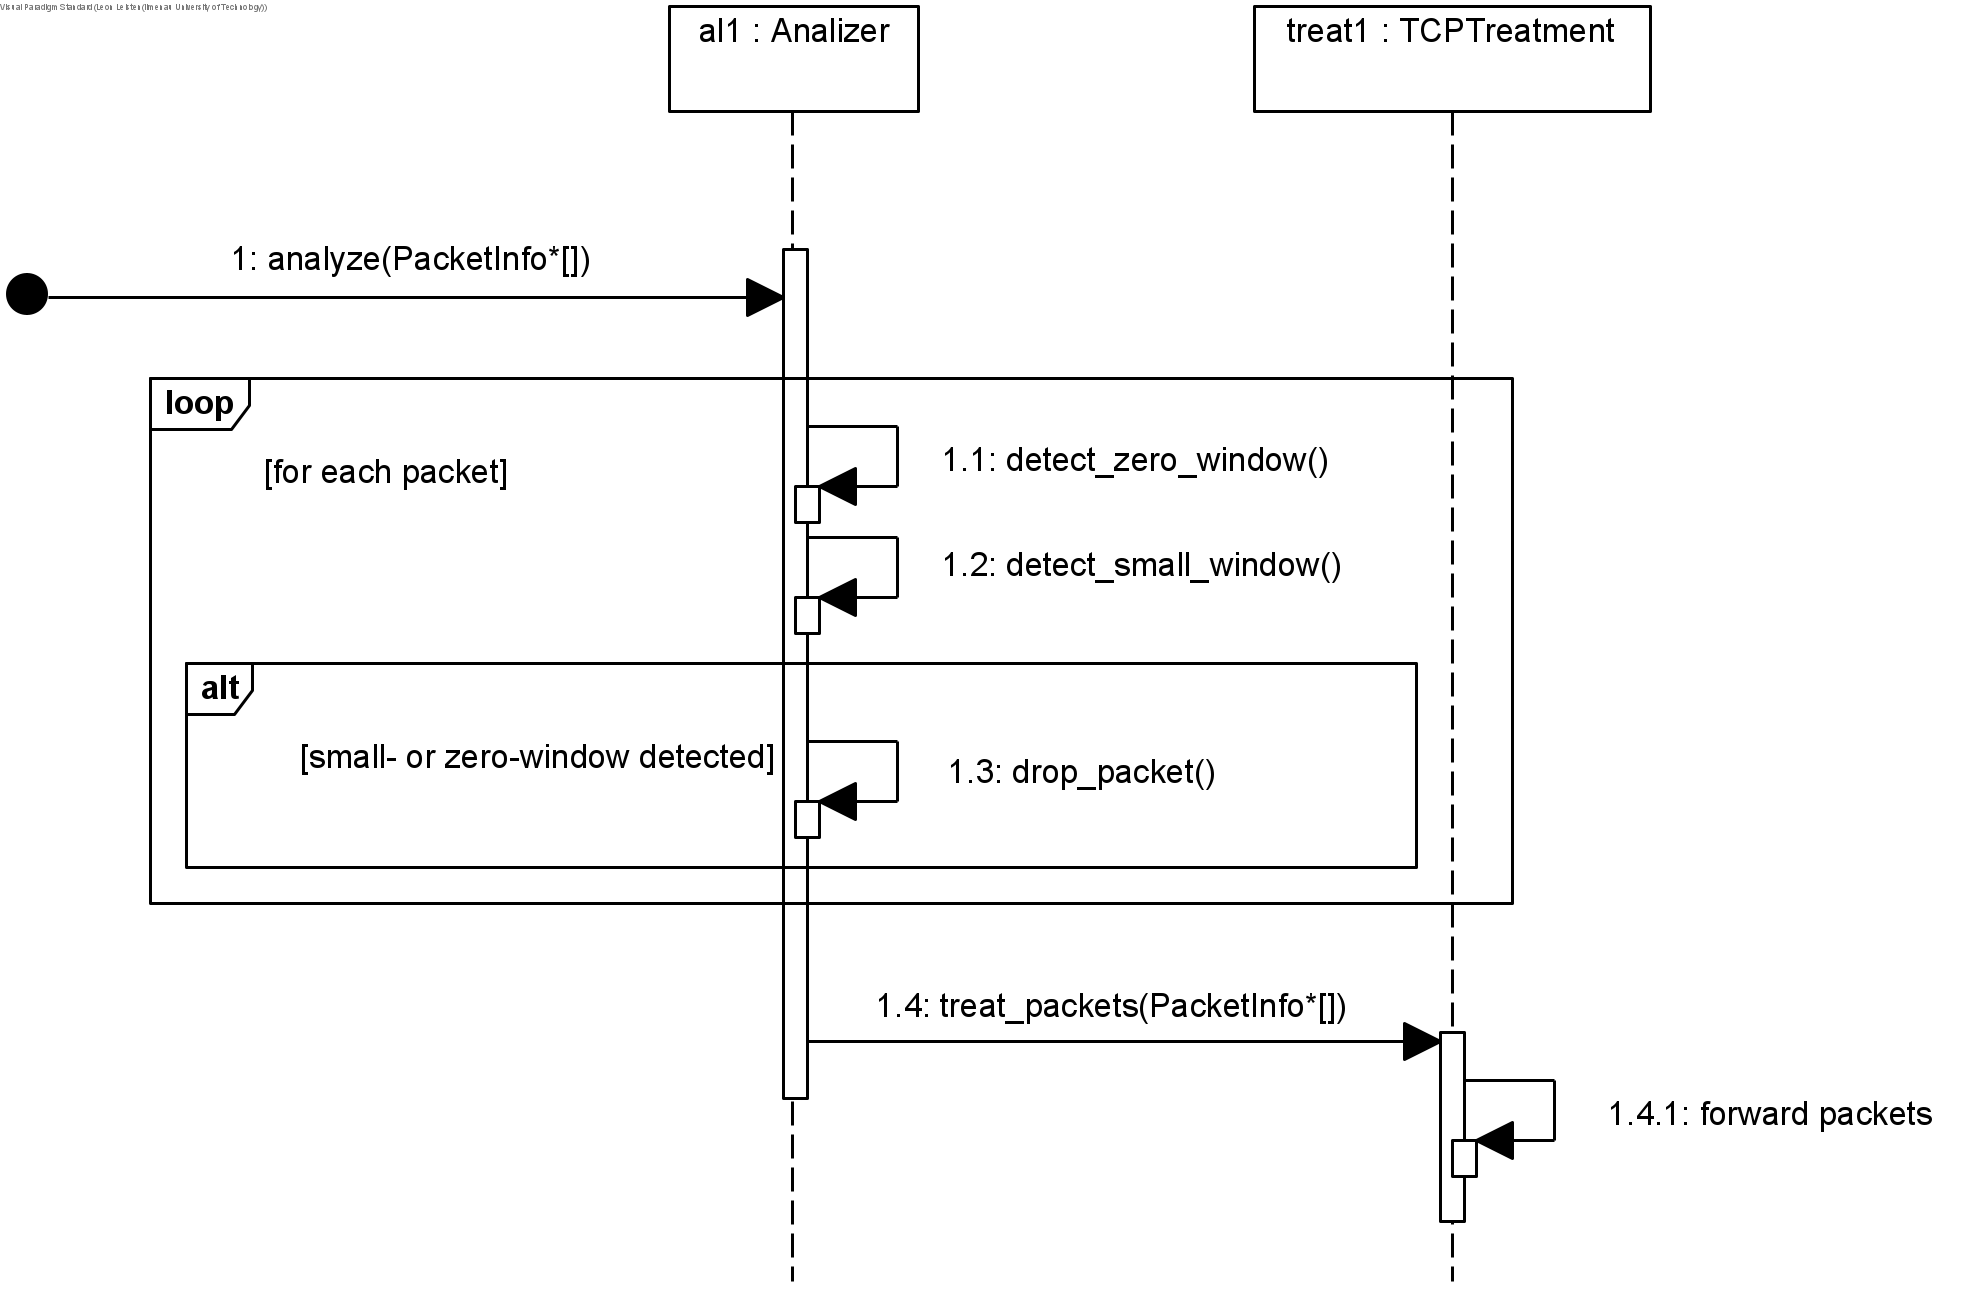 Visual Paradigm Standard (Leon Leisten (Ilmenau University of Technology))
al1 : Analizer
treat1 : TCPTreatment
1: analyze(PacketInfo*[])
loop
[for each packet]
1.1: detect_zero_window()
1.2: detect_small_window()
alt
[small- or zero-window detected]
1.3: drop_packet()
1.4: treat_packets(PacketInfo*[])
1.4.1: forward packets